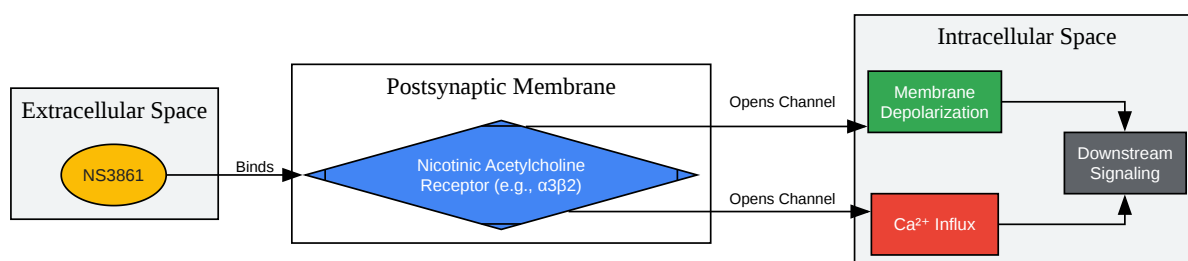 Extracellular Space
NS3861
Binds
Postsynaptic Membrane
Nicotinic Acetylcholine
Receptor (e.g., α3β2)
Opens Channel
Opens Channel
Intracellular Space
Membrane
Depolarization
Ca²⁺ Influx
Downstream
Signaling